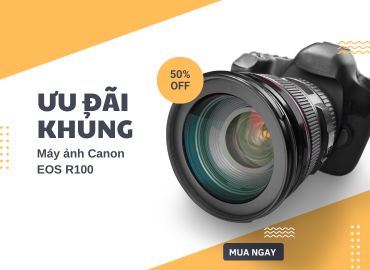 50%
OFF
ƯU ĐÃI
KHỦNG
Máy ảnh Canon
EOS R100
MUA NGAY